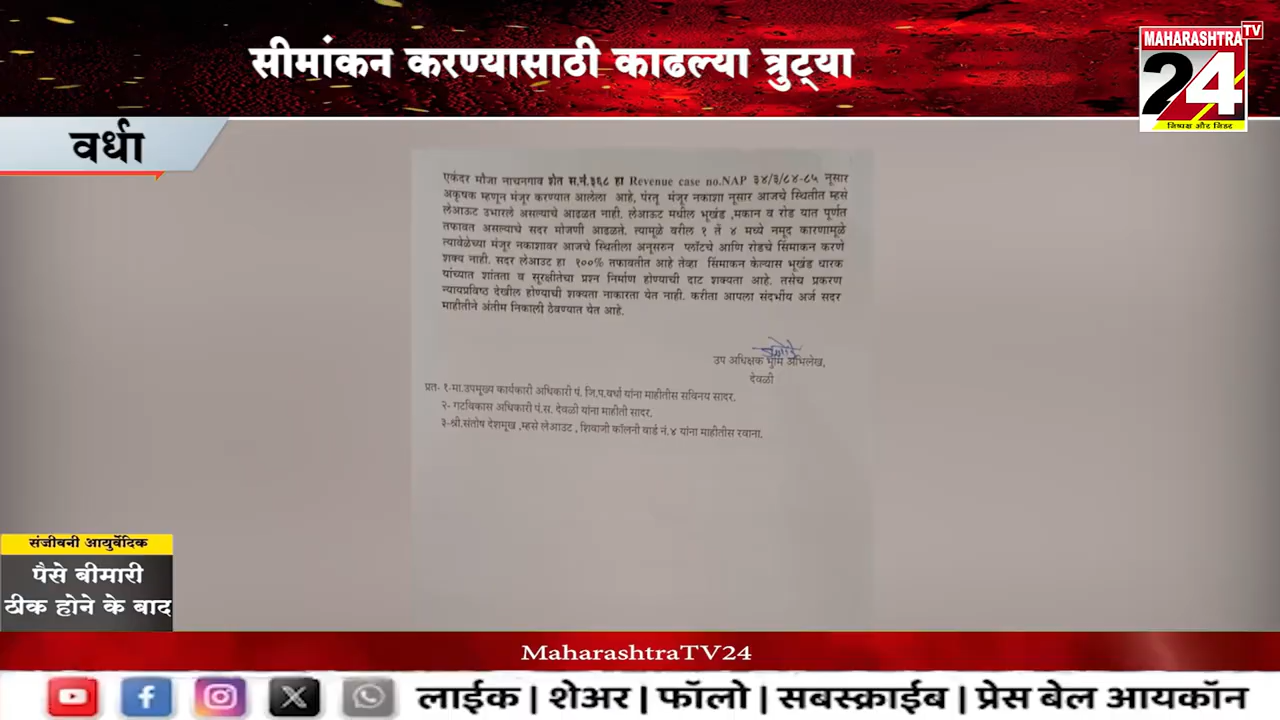 सीमांकन करण्यासाठी काढल्या त्रुट्या
MAHARASHTRA TV
24
निष्पक्ष और निडर
वर्धा
एकंदर मौजा नाचनगाव शेत स.नं.३६८ हा Revenue case no.NAP ३४/३/८४-८५ नूसार
अकृषक म्हणून मंजूर करण्यात आलेला आहे, परंतू मंजूर नकाशा नूसार आजचे स्थितीत म्हसे
लेआऊट उभारले असल्याचे आढळत नाही. लेआऊट मधील भूखंड ,मकान व रोड यात पूर्णत
तफावत असल्याचे सदर मोजणी आढळते. त्यामूळे वरील १ तें ४ मध्ये नमूद कारणामूळे
त्यावेळेच्या मंजूर नकाशावर आजचे स्थितीला अनूसरुन प्लॉटचे आणि रोडचे सिंमाकन करणे
शक्य नाही. सदर लेआउट हा १००% तफावतीत आहे तेव्हा सिंमाकन केल्यास भूखंड धारक
यांच्यात शांतता व सूरक्षीतेचा प्रश्न निर्माण होण्याची दाट शक्यता आहे. तसेच प्रकरण
न्यायप्रविष्ठ देखील होण्याची शक्यता नाकारता येत नाही. करीता आपला संदर्भीय अर्ज सदर
माहीतीने अंतीम निकाली ठेवण्यात येत आहे.
उप अधिक्षक भुमि अभिलेख,
देवळी
प्रत- १-मा.उपमूख्य कार्यकारी अधिकारी पं. जि.प.वर्धा यांना माहीतीस सविनय सादर.
२- गटविकास अधिकारी पं.स. देवळी यांना माहीती सादर.
३-श्री.संतोष देशमूख ,म्हसे लेआउट , शिवाजी कॉलनी वार्ड नं.४ यांना माहीतीस रवाना.
संजीवनी आयुर्वेदिक
पैसे बीमारी
ठीक होने के बाद
MaharashtraTV24
लाईक | शेअर | फॉलो | सबस्क्राईब | प्रेस बेल आयकॉन